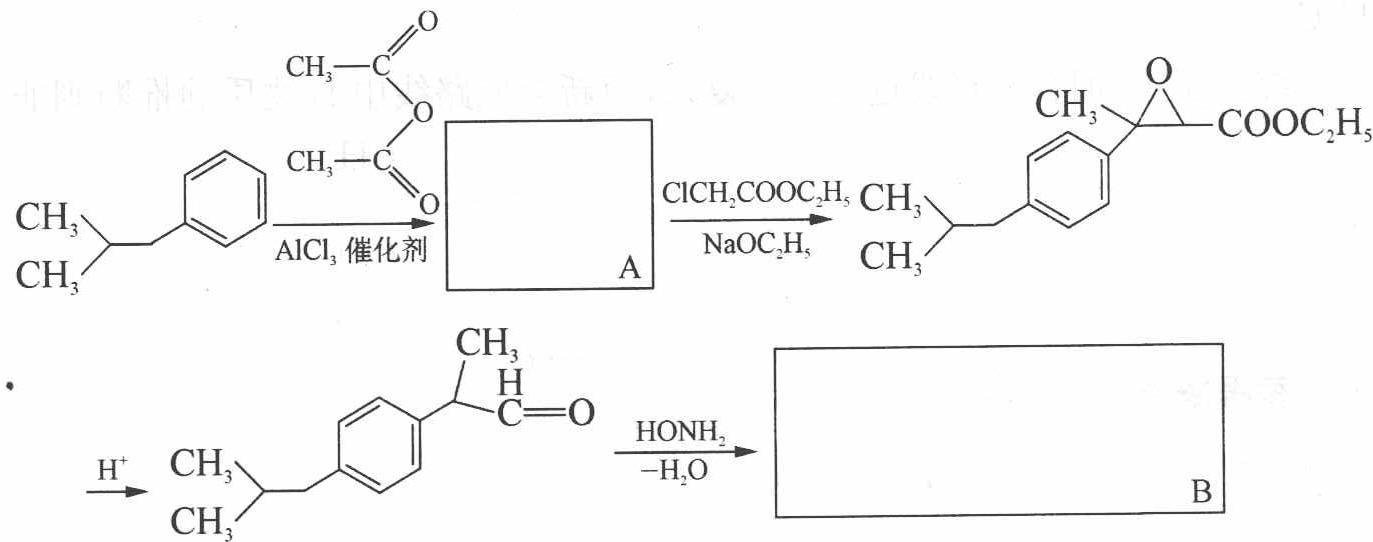 O
CH₃—C
O
CH₃—C
O
CH₃
CH₃
AlCl₃ 催化剂
A
ClCH₂COOC₂H₅
NaOC₂H₅
O
CH₃
COOC₂H₅
CH₃
CH₃
H⁺
CH₃
H
C=O
CH₃
CH₃
HONH₂
−H₂O
B